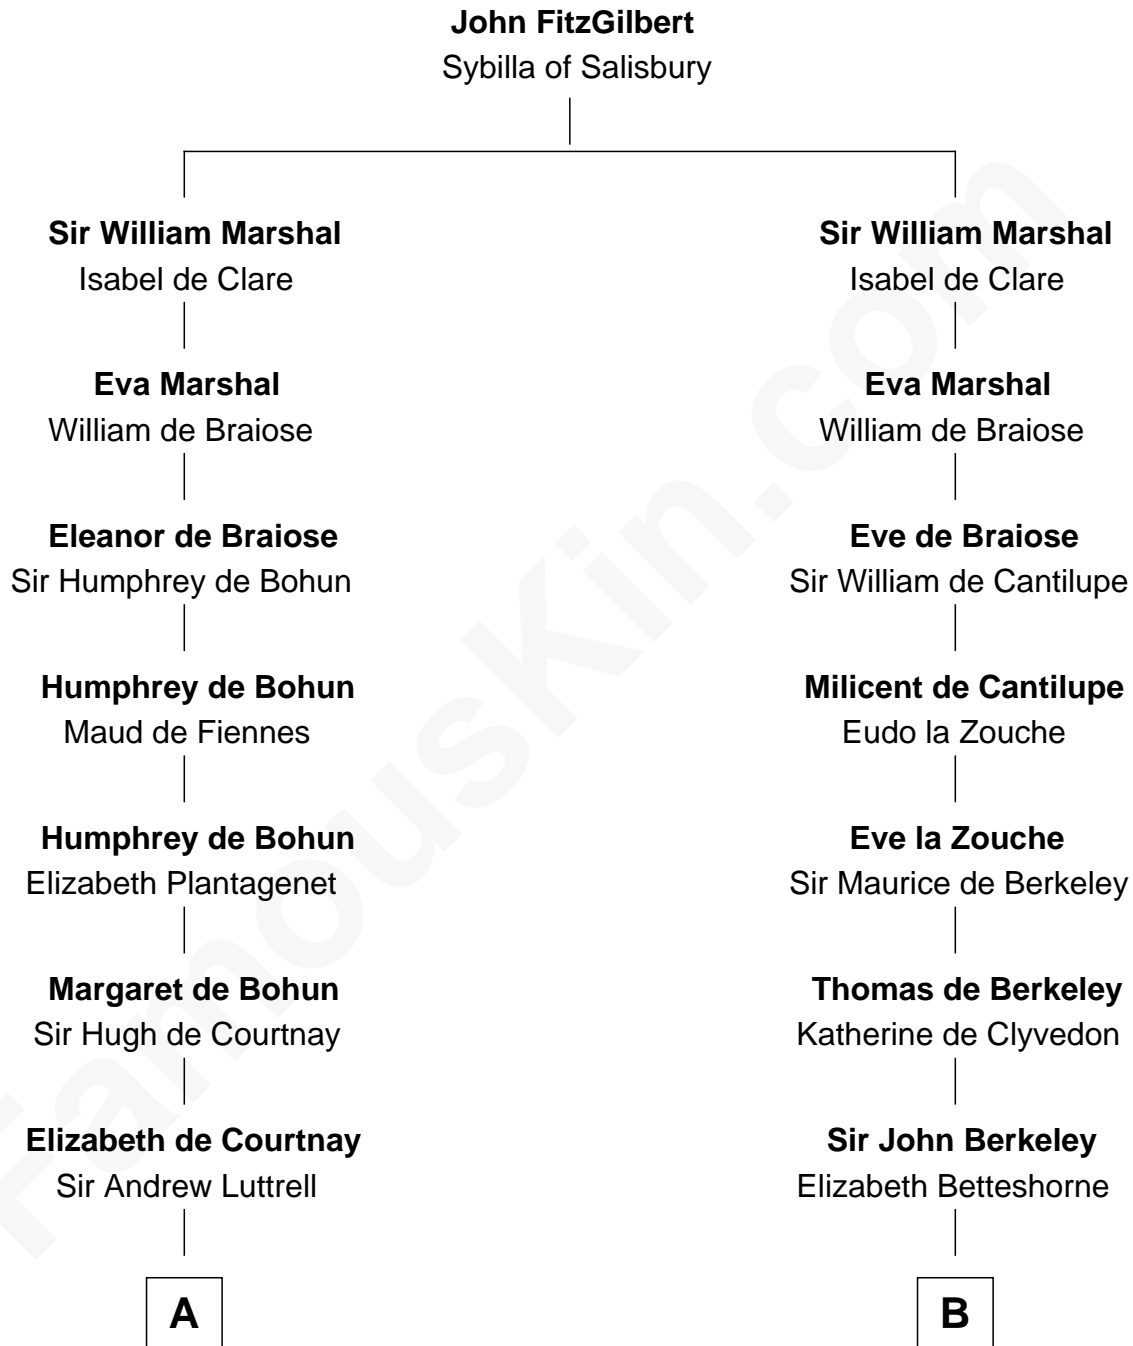 John FitzGilbert
Sybilla of Salisbury
Sir William Marshal
Isabel de Clare
Sir William Marshal
Isabel de Clare
Eva Marshal
William de Braiose
Eva Marshal
William de Braiose
Eleanor de Braiose
Sir Humphrey de Bohun
Eve de Braiose
Sir William de Cantilupe
Humphrey de Bohun
Maud de Fiennes
Milicent de Cantilupe
Eudo la Zouche
Humphrey de Bohun
Elizabeth Plantagenet
Eve la Zouche
Sir Maurice de Berkeley
Margaret de Bohun
Sir Hugh de Courtnay
Thomas de Berkeley
Katherine de Clyvedon
Elizabeth de Courtnay
Sir Andrew Luttrell
Sir John Berkeley
Elizabeth Betteshorne
A
B
FamousKin.com